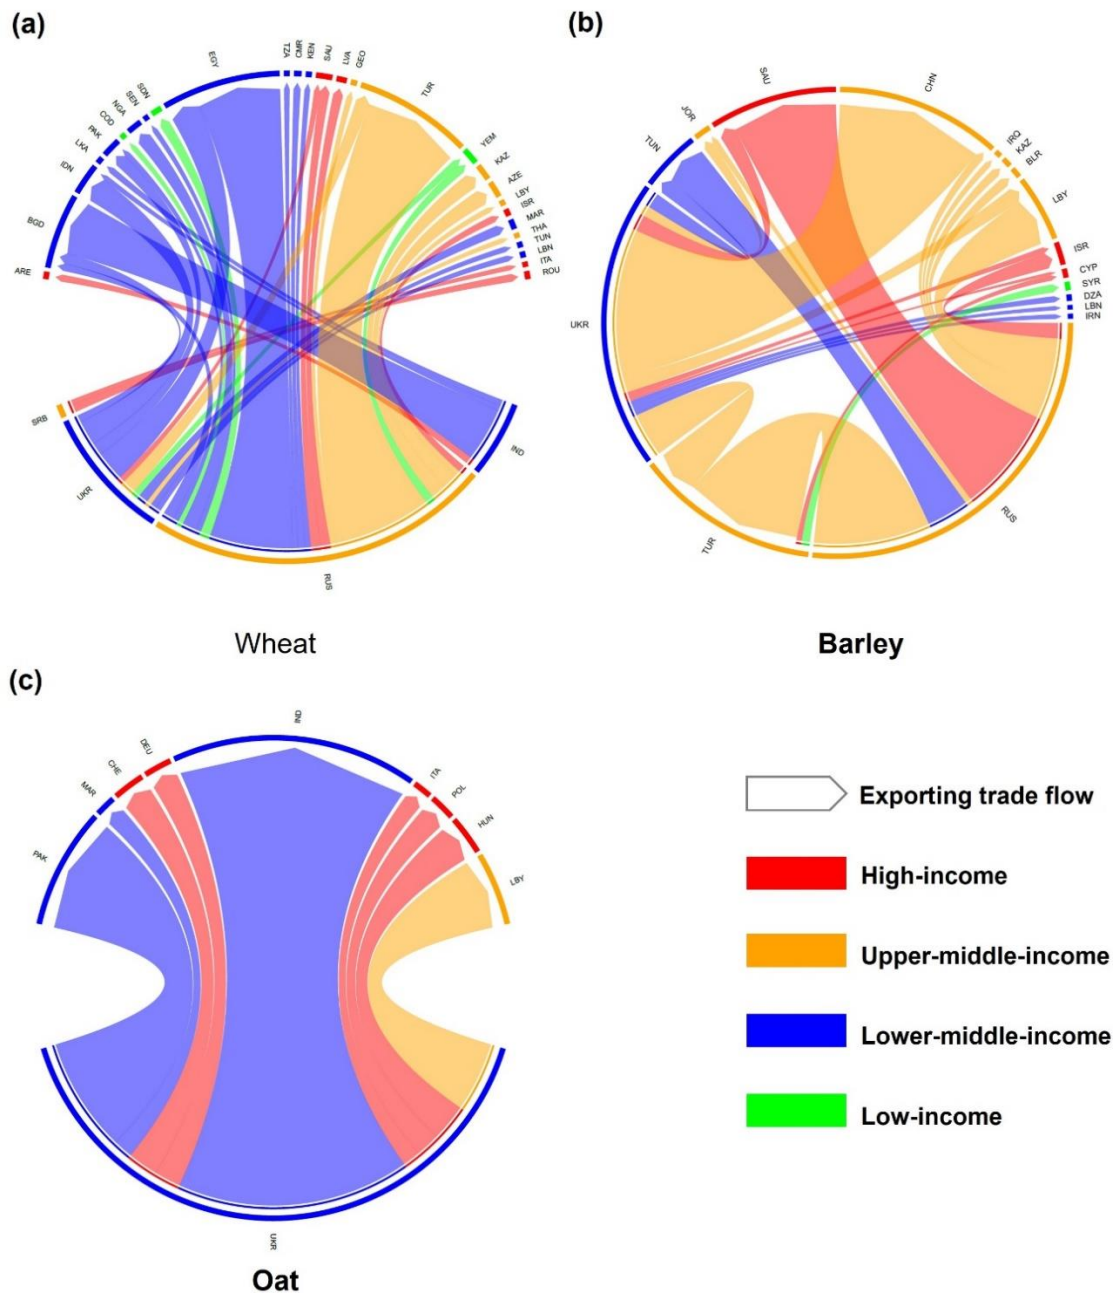 (a)
ARE
BGD
IDN
LKA
PAK
COD
NGA
SEN
SDN
EGY
TZA
CMR
KEN
SAU
LVA
GEO
TUR
YEM
KAZ
AZE
LBY
ISR
MAR
THA
TUN
LBN
ITA
ROU
IND
RUS
UKR
SRB
Wheat
(b)
UKR
TUN
JOR
SAU
CHN
IRQ
KAZ
BLR
LBY
ISR
CYP
SYR
DZA
LBN
IRN
RUS
TUR
Barley
(c)
PAK
MAR
CHE
DEU
IND
ITA
POL
HUN
LBY
UKR
Oat
Exporting trade flow
High-income
Upper-middle-income
Lower-middle-income
Low-income